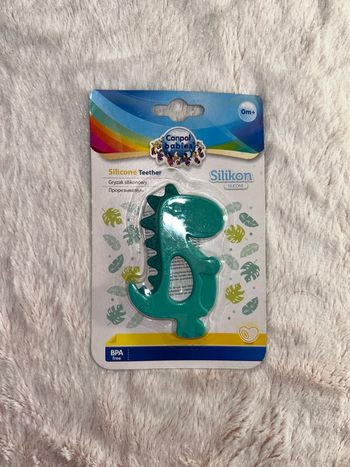 0m+
Canpol
babies
Silicone Teether
Gryzak silikonowy
Прорезыватель
Silikon
SILICONE
BPA
free